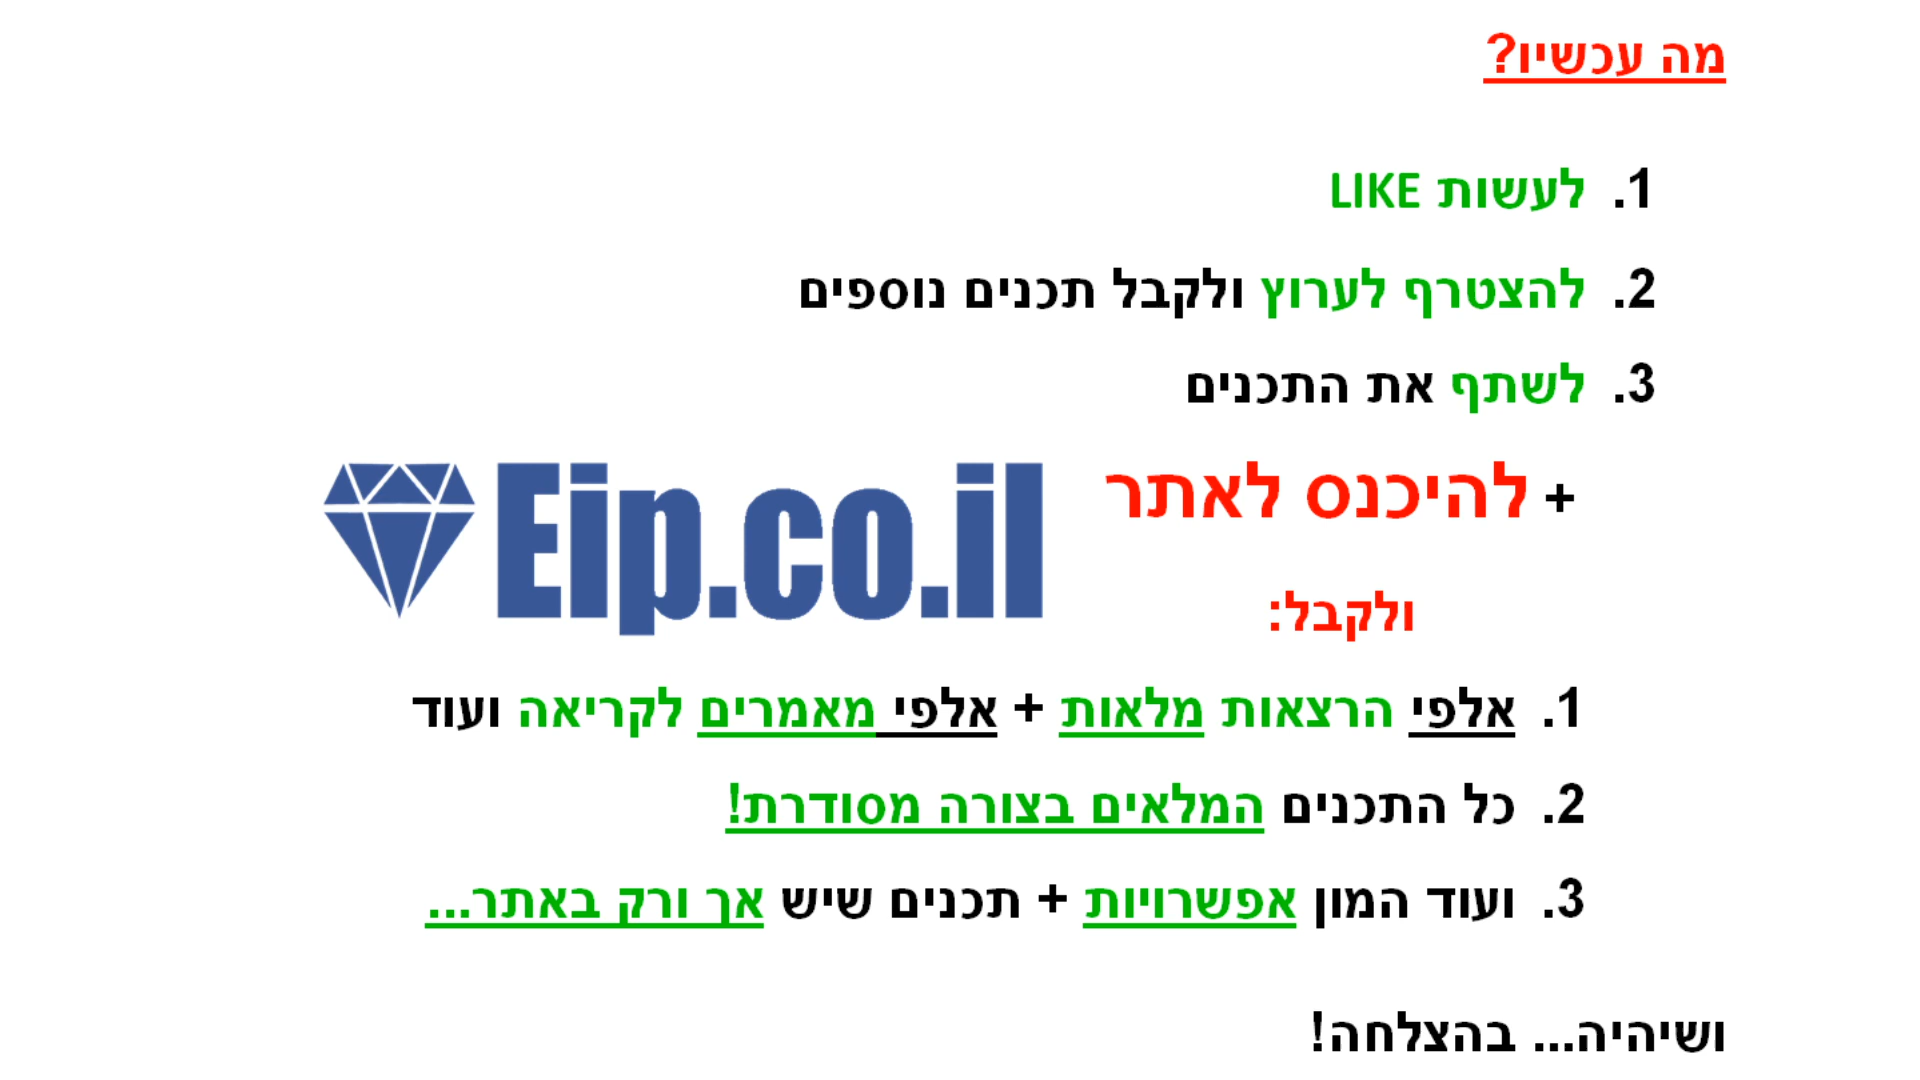 מה עכשיו?
1. לעשות LIKE
2. להצטרף לערוץ ולקבל תכנים נוספים
3. לשתף את התכנים
+ להיכנס לאתר Eip.co.il
ולקבל:
1. אלפי הרצאות מלאות + אלפי מאמרים לקריאה ועוד
2. כל התכנים המלאים בצורה מסודרת!
3. ועוד המון אפשרויות + תכנים שיש אך ורק באתר...
ושיהיה... בהצלחה!